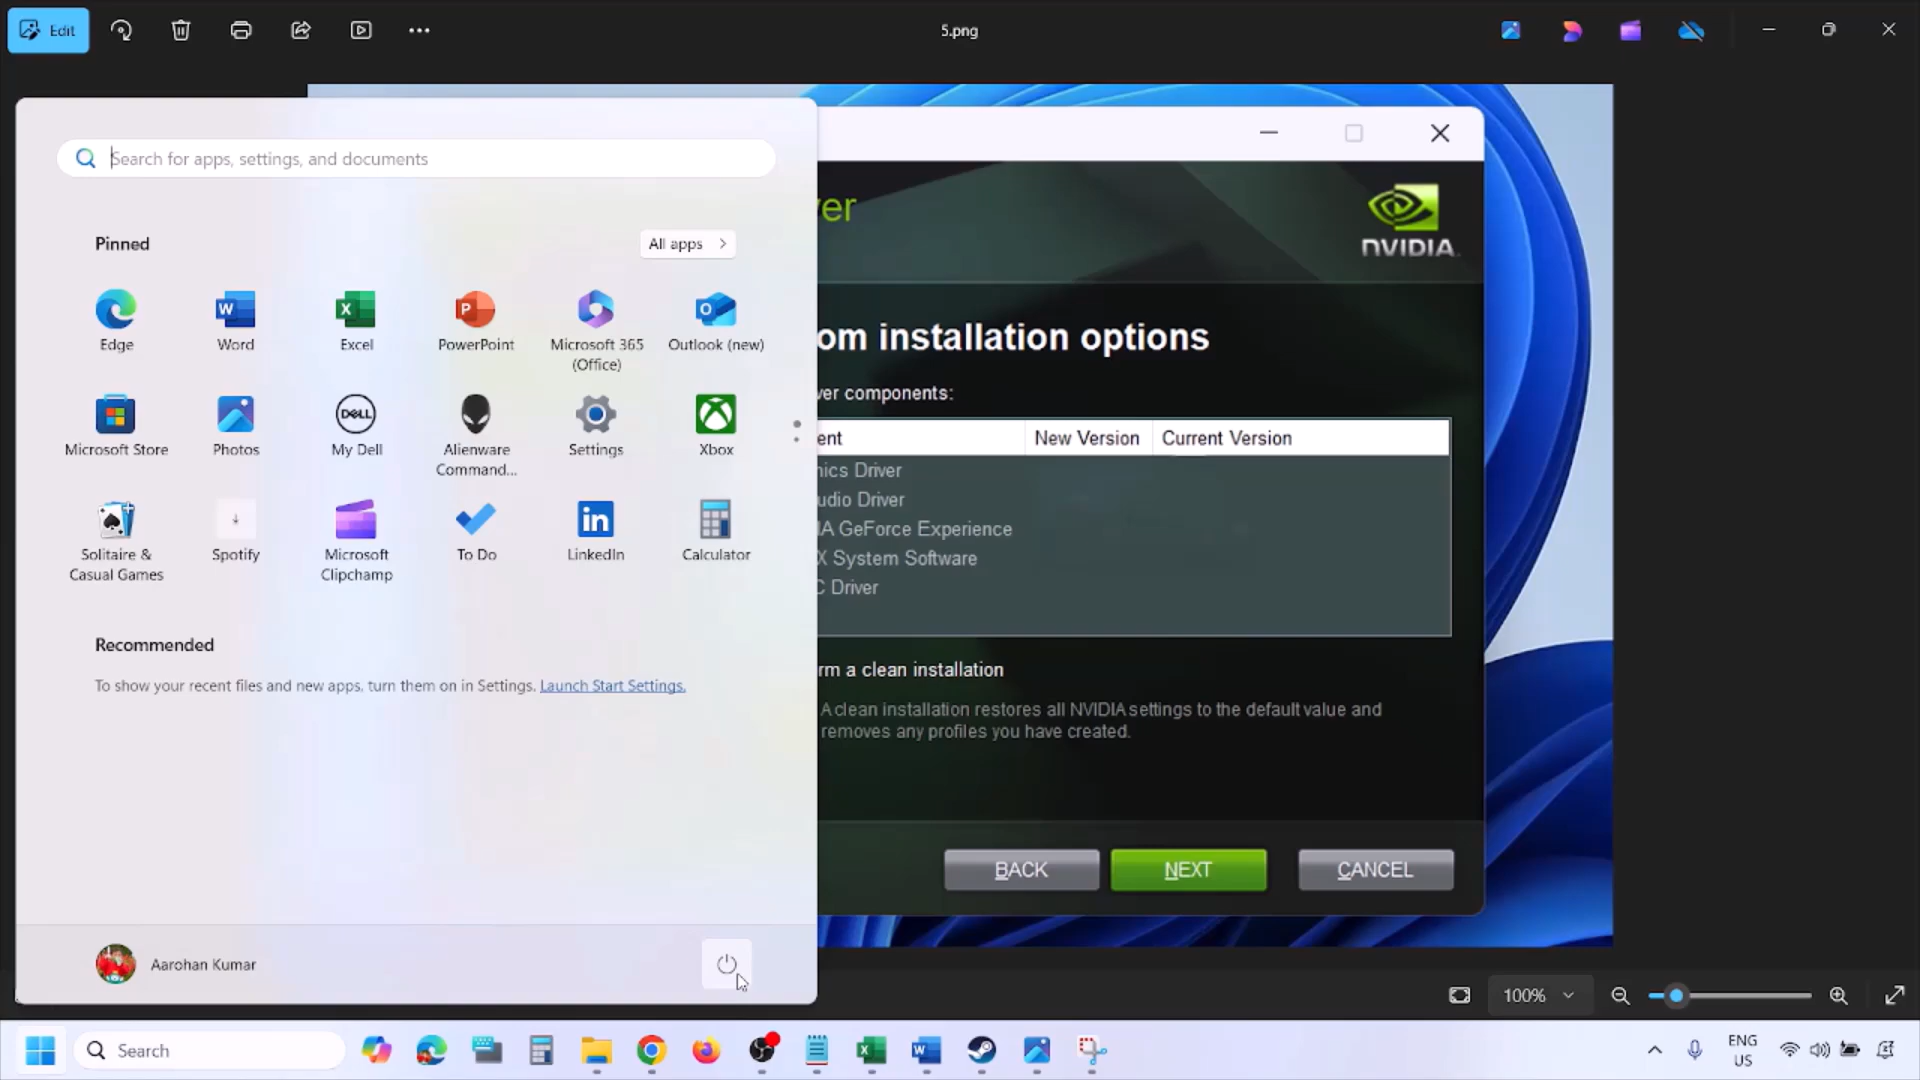 Edit
5.png
Search for apps, settings, and documents
Pinned
All apps
Edge
Word
Excel
PowerPoint
Microsoft 365
(Office)
Outlook (new)
Microsoft Store
Photos
DELL
My Dell
Alienware
Command...
Settings
Xbox
Solitaire &
Casual Games
Spotify
Microsoft
Clipchamp
To Do
LinkedIn
Calculator
Recommended
To show your recent files and new apps, turn them on in Settings. Launch Start Settings.
Aarohan Kumar
ver
NVIDIA
om installation options
ver components:
ent
New Version
Current Version
nics Driver
udio Driver
IA GeForce Experience
X System Software
C Driver
rm a clean installation
A clean installation restores all NVIDIA settings to the default value and
removes any profiles you have created.
BACK
NEXT
CANCEL
100%
Search
ENG
US